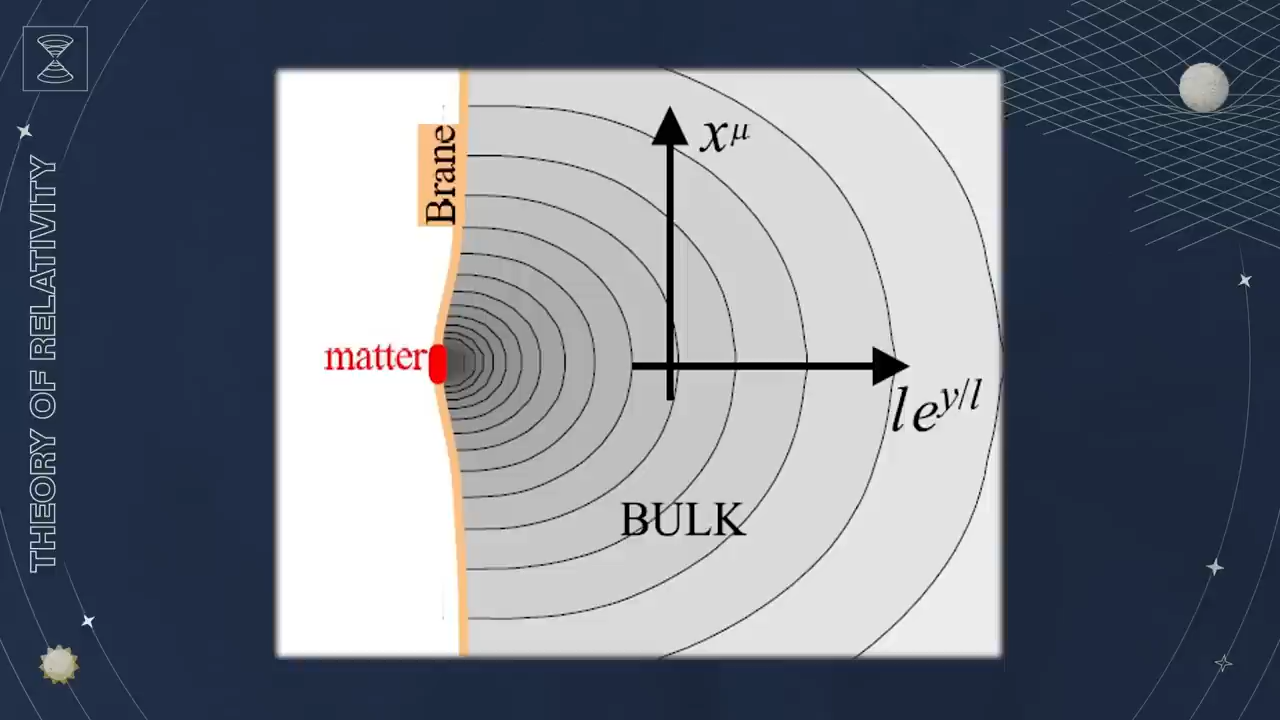 THEORY OF RELATIVITY
Brane
x^μ
matter
le^{y/l}
BULK